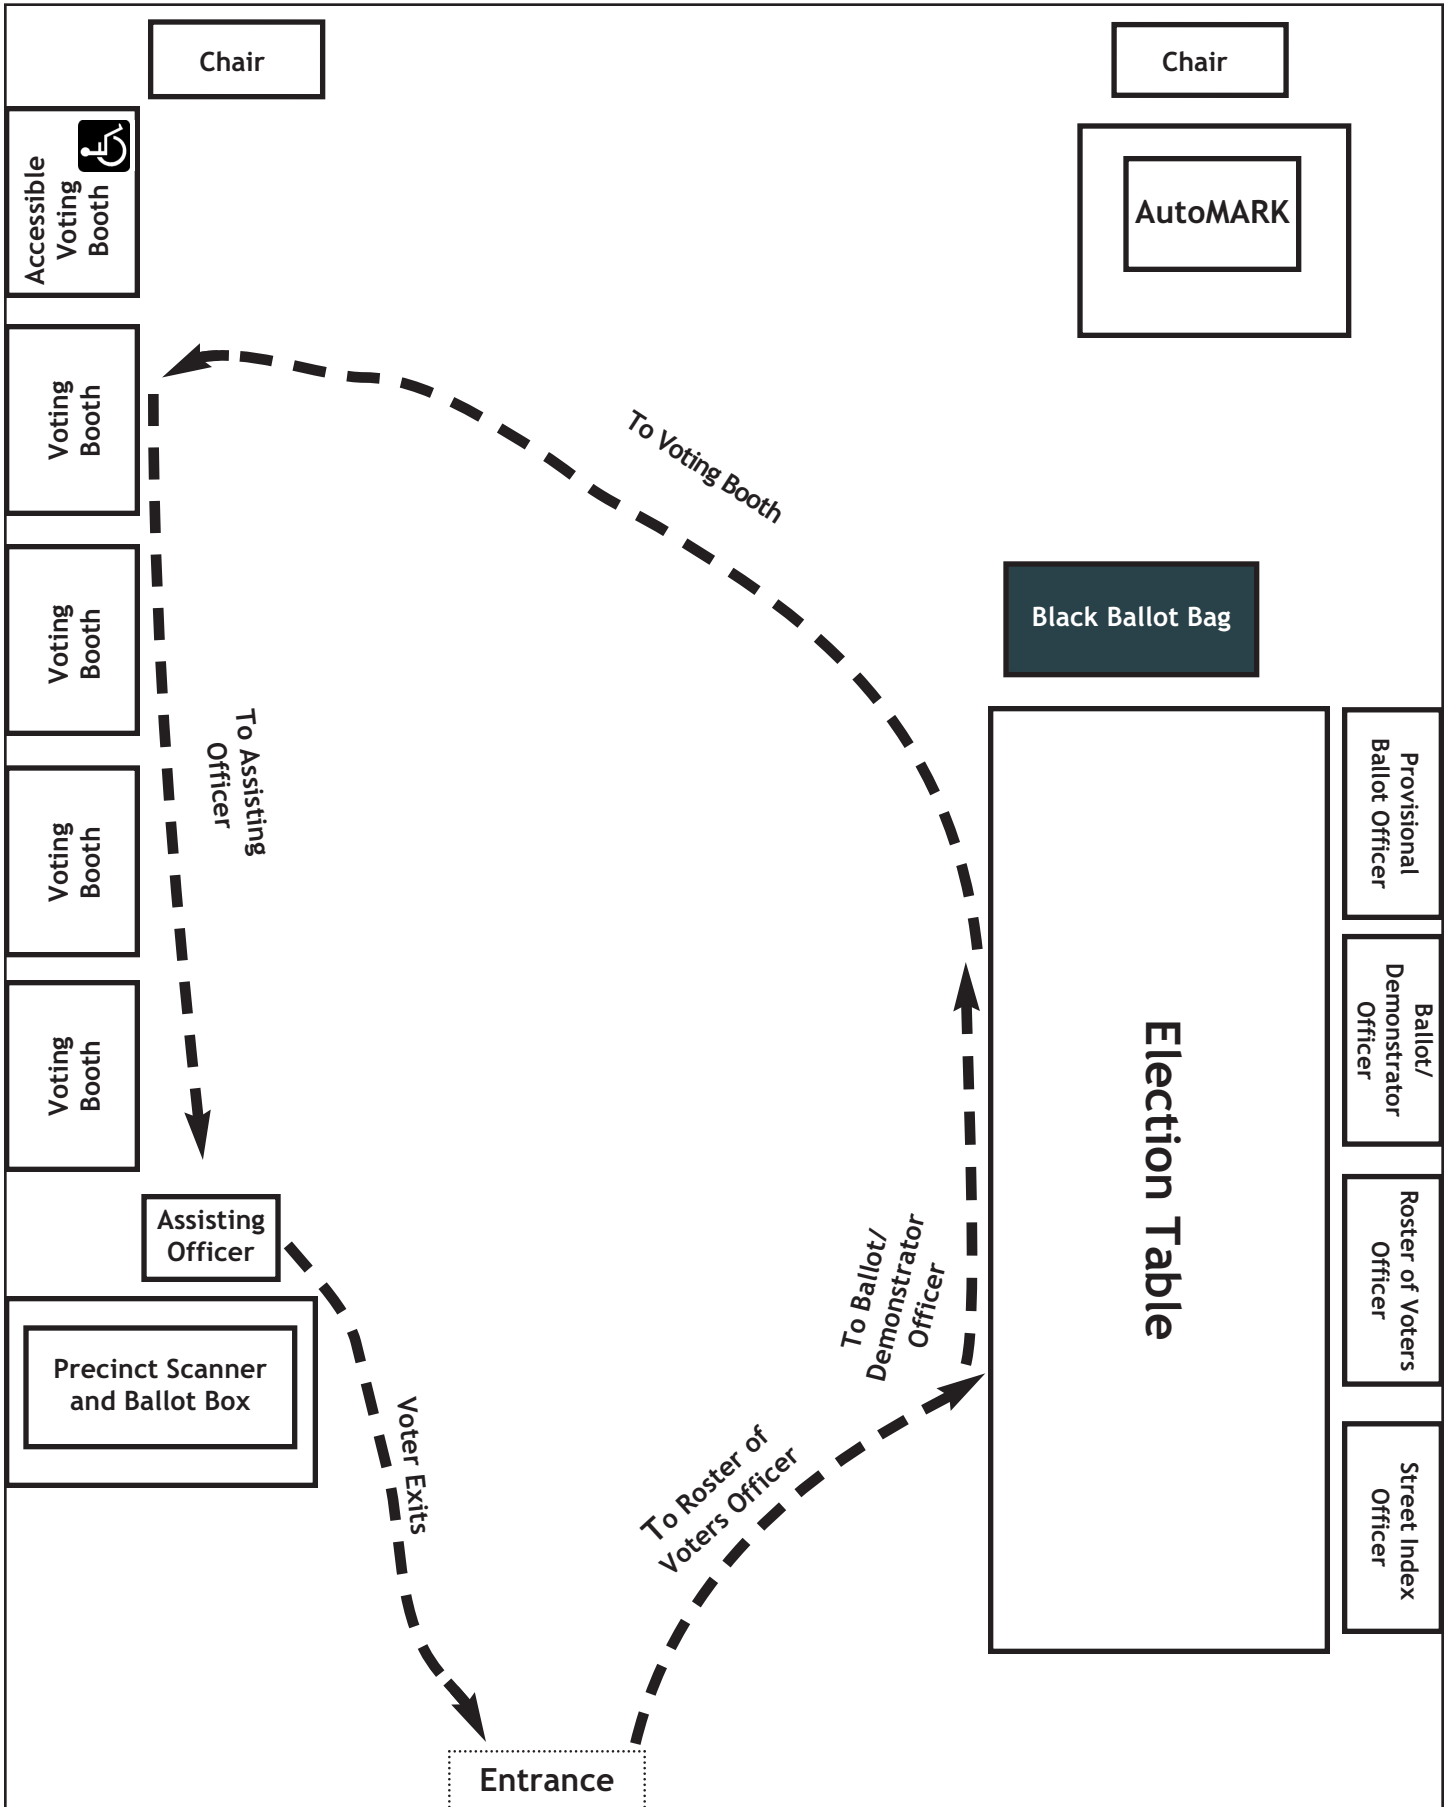 Chair
Chair
Accessible
Voting
Booth
AutoMARK
Voting
Booth
To Voting Booth
Black Ballot Bag
Voting
Booth
To Assisting
Officer
Provisional
Ballot Officer
Voting
Booth
Ballot/
Demonstrator
Officer
Voting
Booth
Election Table
Assisting
Officer
To Ballot/
Demonstrator
Officer
Roster of Voters
Officer
Precinct Scanner
and Ballot Box
Voter Exits
To Roster of
Voters Officer
Street Index
Officer
Entrance